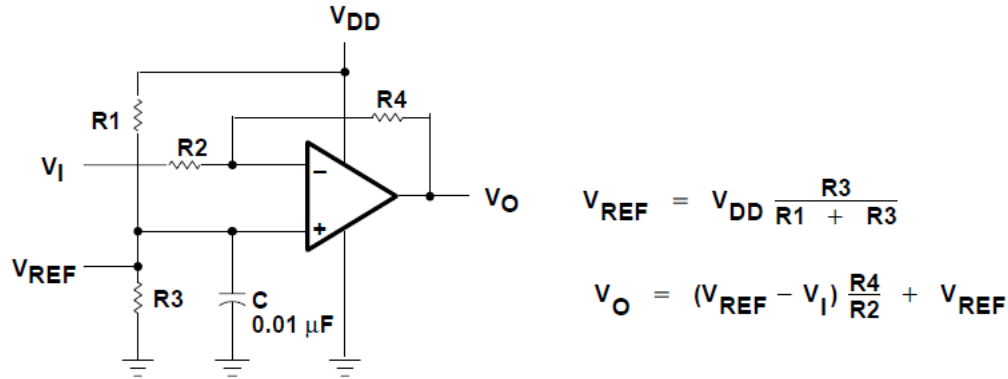 VDD
R1
R4
R2
VI
−
+
VO
VREF
R3
C
0.01 μF
VREF = VDD R3 / R1 + R3
VO = (VREF − VI) R4 / R2 + VREF